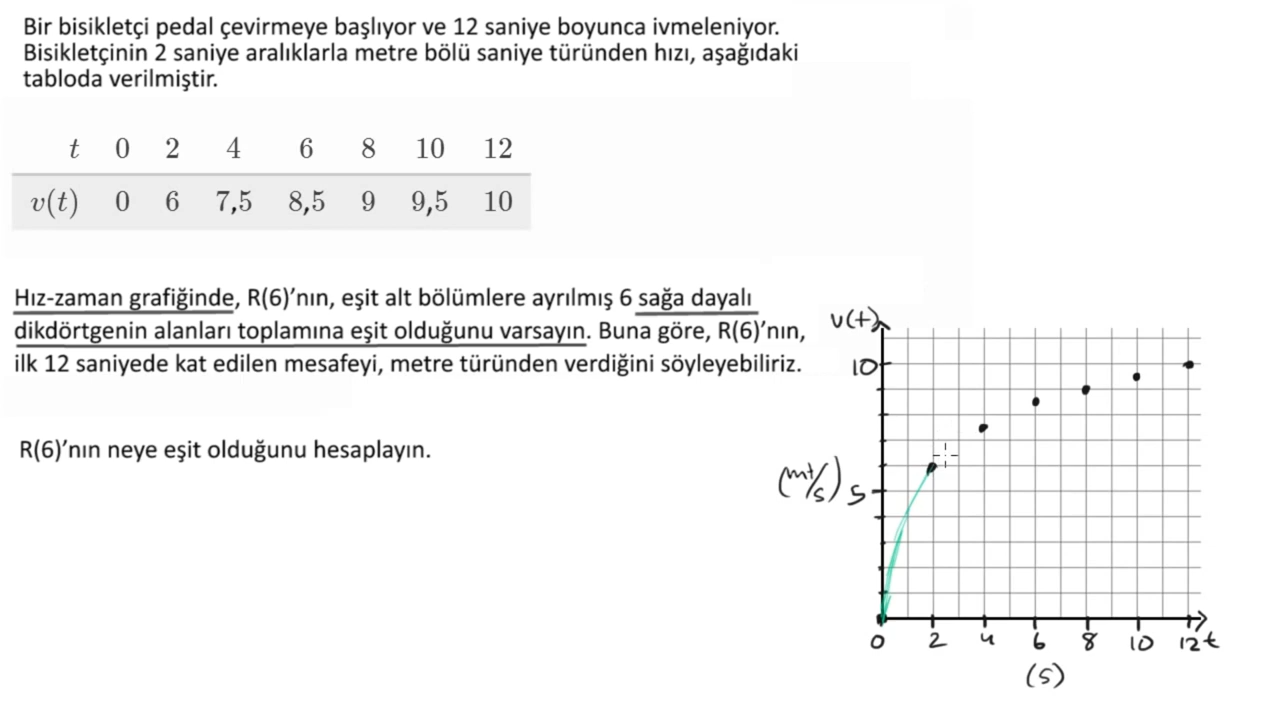 Bir bisikletçi pedal çevirmeye başlıyor ve 12 saniye boyunca ivmeleniyor.
Bisikletçinin 2 saniye aralıklarla metre bölü saniye türünden hızı, aşağıdaki
tabloda verilmiştir.
t 0 2 4 6 8 10 12
v(t) 0 6 7,5 8,5 9 9,5 10
Hız-zaman grafiğinde, R(6)'nın, eşit alt bölümlere ayrılmış 6 sağa dayalı
dikdörtgenin alanları toplamına eşit olduğunu varsayın. Buna göre, R(6)'nın,
ilk 12 saniyede kat edilen mesafeyi, metre türünden verdiğini söyleyebiliriz.
R(6)'nın neye eşit olduğunu hesaplayın.
v(t)
10
(mt/s) 5
0 2 4 6 8 10 12 t
(s)